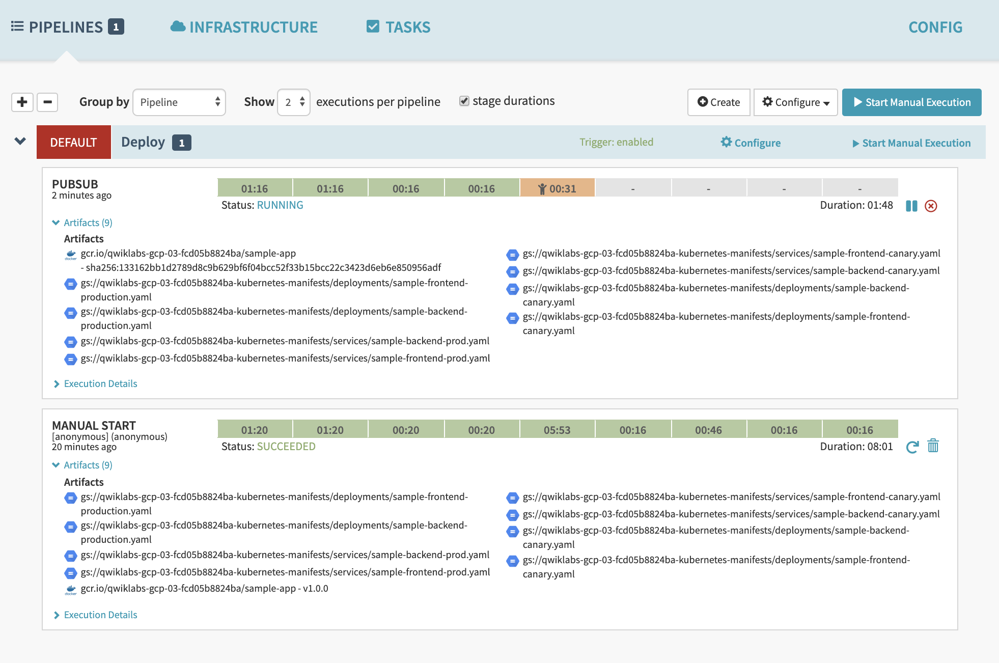 PIPELINES 1
INFRASTRUCTURE
TASKS
CONFIG
Group by Pipeline
Show 2 executions per pipeline
stage durations
Create
Configure
Start Manual Execution
DEFAULT
Deploy 1
Trigger: enabled
Configure
Start Manual Execution
PUBSUB
2 minutes ago
01:16 01:16 00:16 00:16 00:31 - - - -
Status: RUNNING
Duration: 01:48
Artifacts (9)
Artifacts
docker
gcr.io/qwiklabs-gcp-03-fcd05b8824ba/sample-app
- sha256:133162bb1d2789d8c9b629bf6f04bcc52f33b15bcc22c3423d6eb6e850956adf
gs://qwiklabs-gcp-03-fcd05b8824ba-kubernetes-manifests/deployments/sample-frontend-
production.yaml
gs://qwiklabs-gcp-03-fcd05b8824ba-kubernetes-manifests/deployments/sample-backend-
production.yaml
gs://qwiklabs-gcp-03-fcd05b8824ba-kubernetes-manifests/services/sample-backend-prod.yaml
gs://qwiklabs-gcp-03-fcd05b8824ba-kubernetes-manifests/services/sample-frontend-prod.yaml
gs://qwiklabs-gcp-03-fcd05b8824ba-kubernetes-manifests/services/sample-frontend-canary.yaml
gs://qwiklabs-gcp-03-fcd05b8824ba-kubernetes-manifests/services/sample-backend-canary.yaml
gs://qwiklabs-gcp-03-fcd05b8824ba-kubernetes-manifests/deployments/sample-backend-
canary.yaml
gs://qwiklabs-gcp-03-fcd05b8824ba-kubernetes-manifests/deployments/sample-frontend-
canary.yaml
Execution Details
MANUAL START
[anonymous] (anonymous)
20 minutes ago
01:20 01:20 00:20 00:20 05:53 00:16 00:46 00:16 00:16
Status: SUCCEEDED
Duration: 08:01
Artifacts (9)
Artifacts
gs://qwiklabs-gcp-03-fcd05b8824ba-kubernetes-manifests/deployments/sample-frontend-
production.yaml
gs://qwiklabs-gcp-03-fcd05b8824ba-kubernetes-manifests/deployments/sample-backend-
production.yaml
gs://qwiklabs-gcp-03-fcd05b8824ba-kubernetes-manifests/services/sample-backend-prod.yaml
gs://qwiklabs-gcp-03-fcd05b8824ba-kubernetes-manifests/services/sample-frontend-prod.yaml
docker
gcr.io/qwiklabs-gcp-03-fcd05b8824ba/sample-app - v1.0.0
gs://qwiklabs-gcp-03-fcd05b8824ba-kubernetes-manifests/services/sample-frontend-canary.yaml
gs://qwiklabs-gcp-03-fcd05b8824ba-kubernetes-manifests/services/sample-backend-canary.yaml
gs://qwiklabs-gcp-03-fcd05b8824ba-kubernetes-manifests/deployments/sample-backend-
canary.yaml
gs://qwiklabs-gcp-03-fcd05b8824ba-kubernetes-manifests/deployments/sample-frontend-
canary.yaml
Execution Details